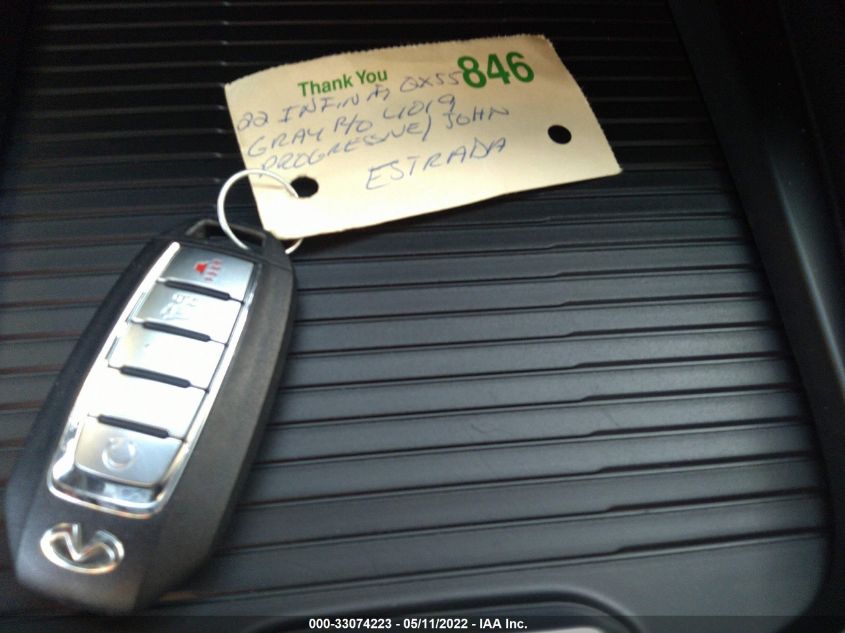 Thank You 846
22 INFINITI QX55
GRAY R/O 4019
PROGRESSIVE/ JOHN
ESTRADA
000-33074223 - 05/11/2022 - IAA Inc.